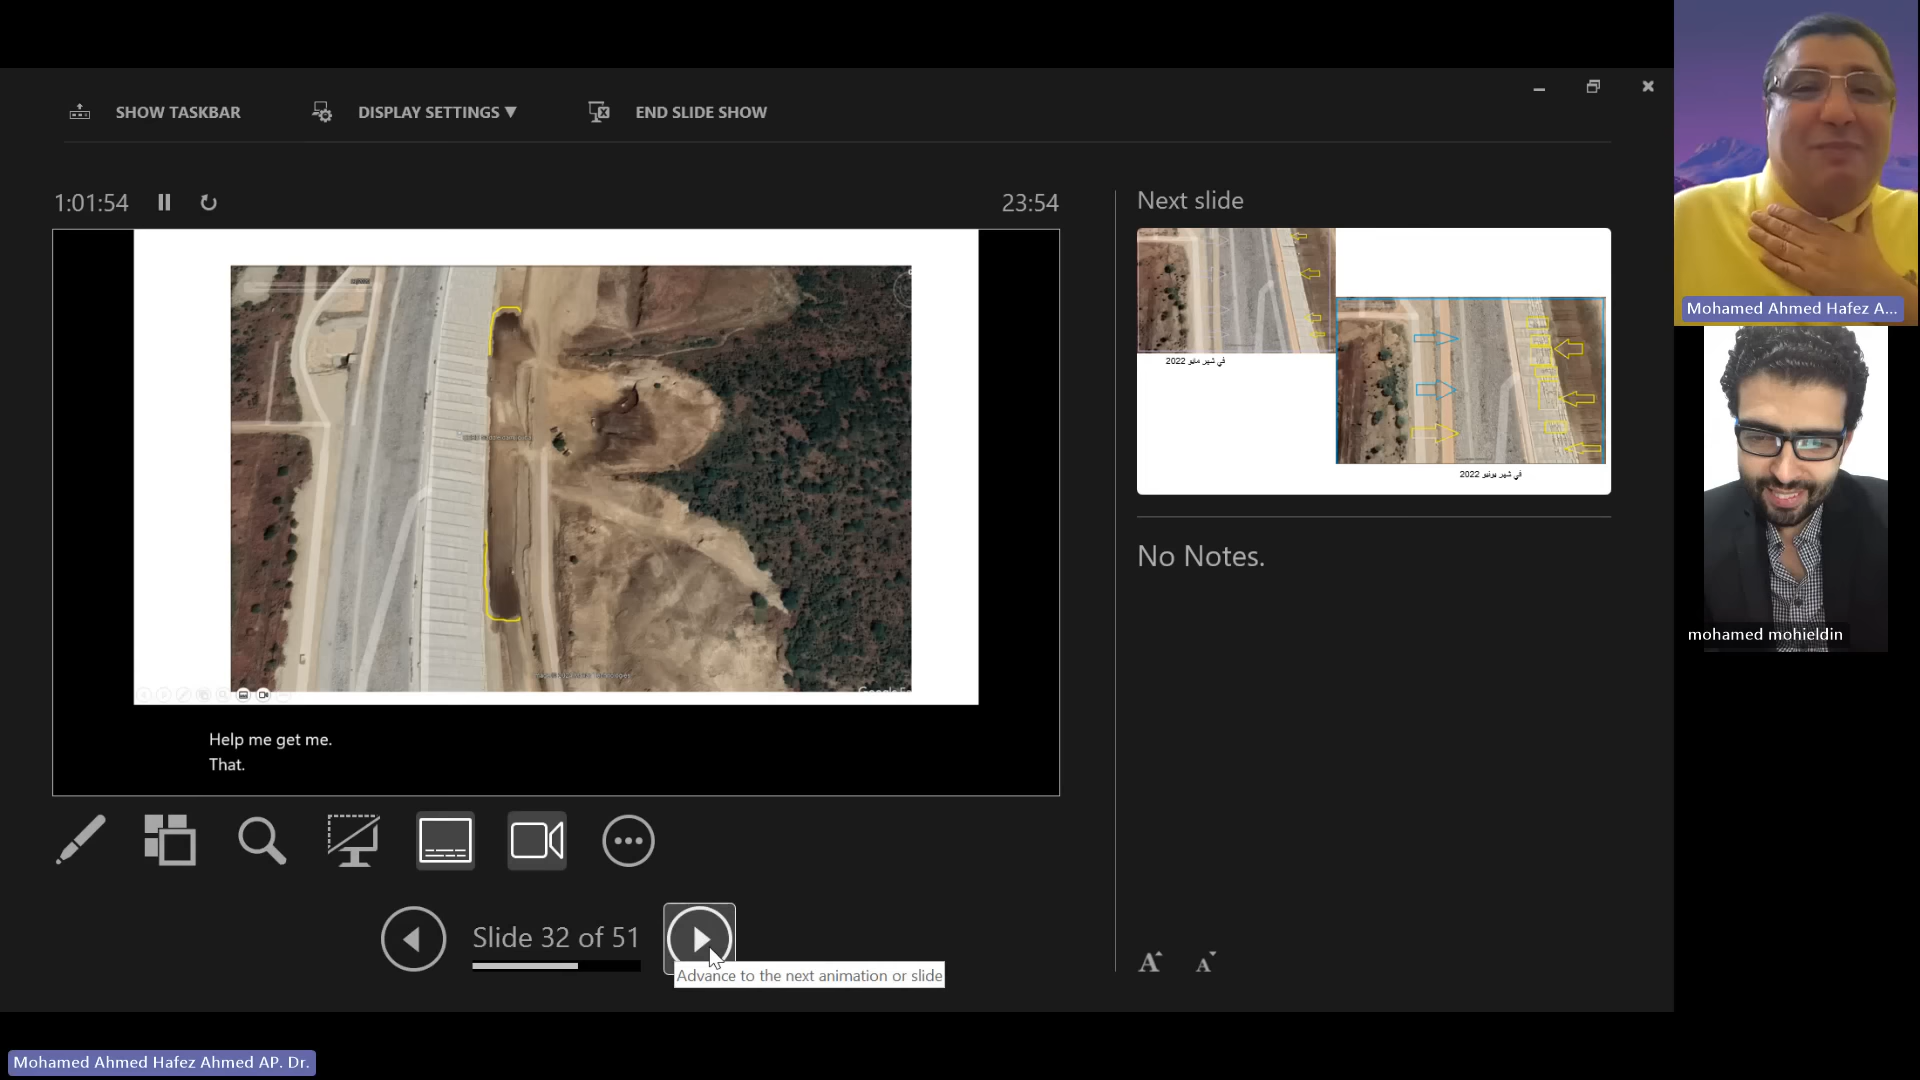 SHOW TASKBAR
DISPLAY SETTINGS ▼
END SLIDE SHOW
1:01:54
23:54
Next slide
في شهر مايو 2022
في شهر يونيو 2022
No Notes.
Help me get me.
That.
Slide 32 of 51
Advance to the next animation or slide
A
A
Mohamed Ahmed Hafez A...
mohamed mohieldin
Mohamed Ahmed Hafez Ahmed AP. Dr.